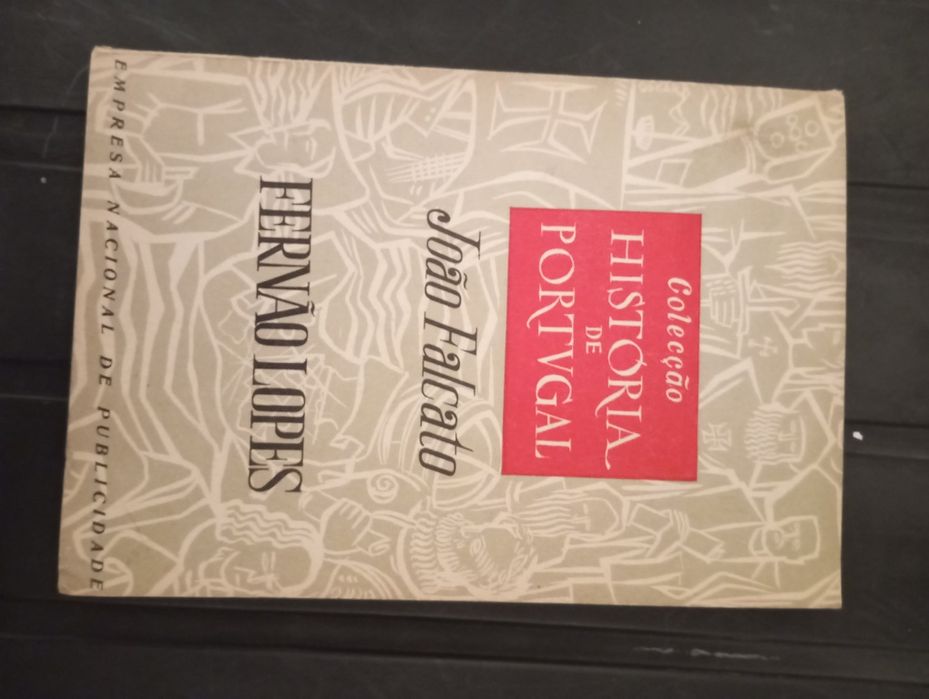 Colecção
HISTÓRIA
DE
PORTVGAL
João Falcato
FERNÃO LOPES
EMPRESA NACIONAL DE PUBLICIDADE